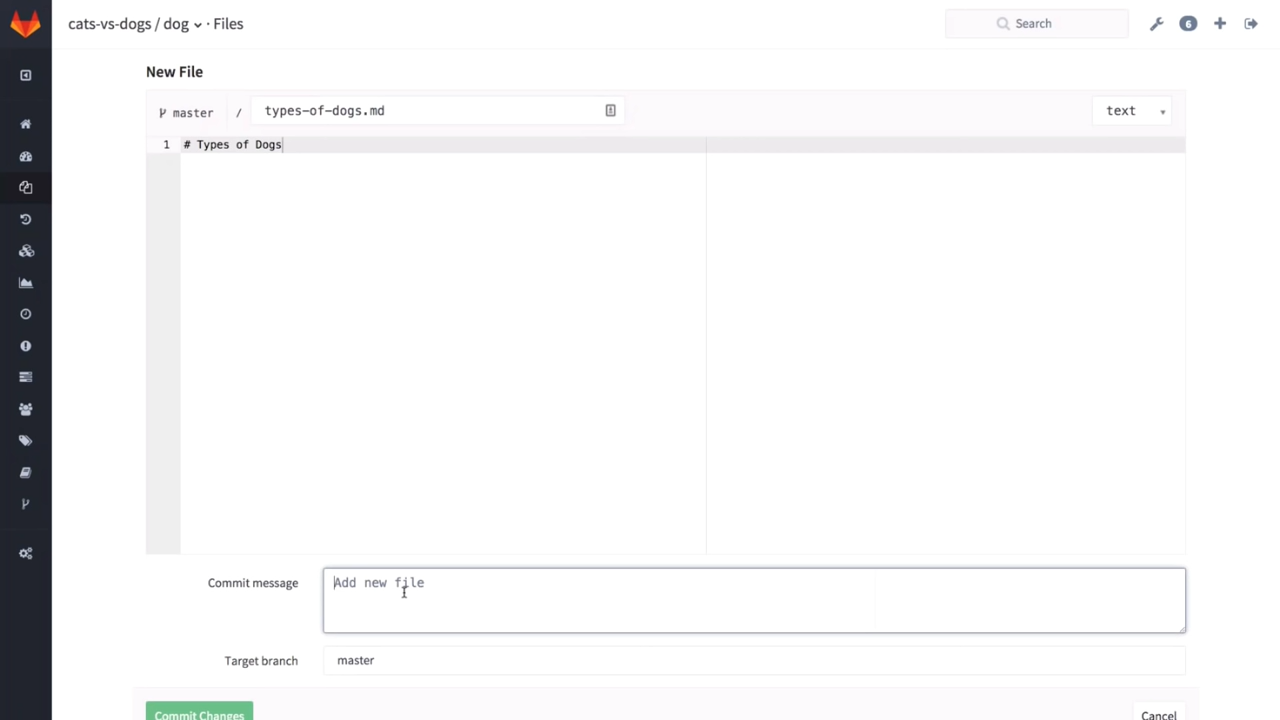 cats-vs-dogs / dog · Files
Search
6
New File
master / types-of-dogs.md
text
1 # Types of Dogs
Commit message
Add new file
Target branch
master
Commit Changes
Cancel